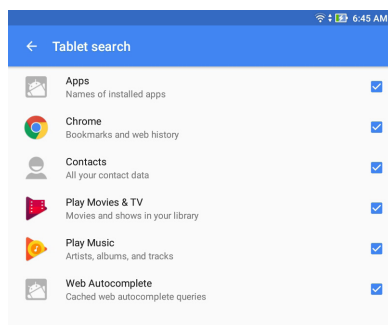 6:45 AM
Tablet search
Apps
Names of installed apps
Chrome
Bookmarks and web history
Contacts
All your contact data
Play Movies & TV
Movies and shows in your library
Play Music
Artists, albums, and tracks
Web Autocomplete
Cached web autocomplete queries